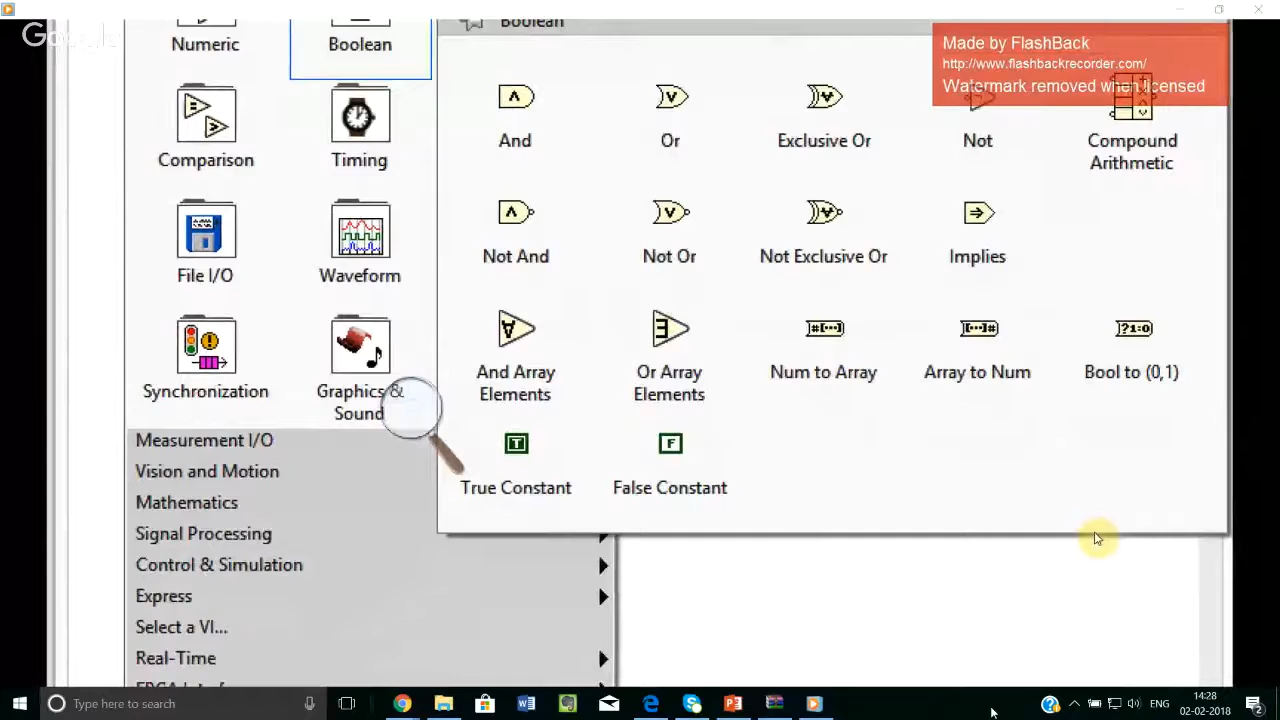 Google
Numeric
Boolean
Boolean
Made by FlashBack
http://www.flashbackrecorder.com/
Watermark removed when licensed
And
Or
Exclusive Or
Not
Compound
Arithmetic
Comparison
Timing
Not And
Not Or
Not Exclusive Or
Implies
File I/O
Waveform
And Array
Elements
Or Array
Elements
Num to Array
Array to Num
Bool to (0,1)
#[...]
[...]#
?1:0
Synchronization
Graphics &
Sound
T
F
True Constant
False Constant
Measurement I/O
Vision and Motion
Mathematics
Signal Processing
Control & Simulation
Express
Select a VI...
Real-Time
Type here to search
ENG
14:28
02-02-2018
2